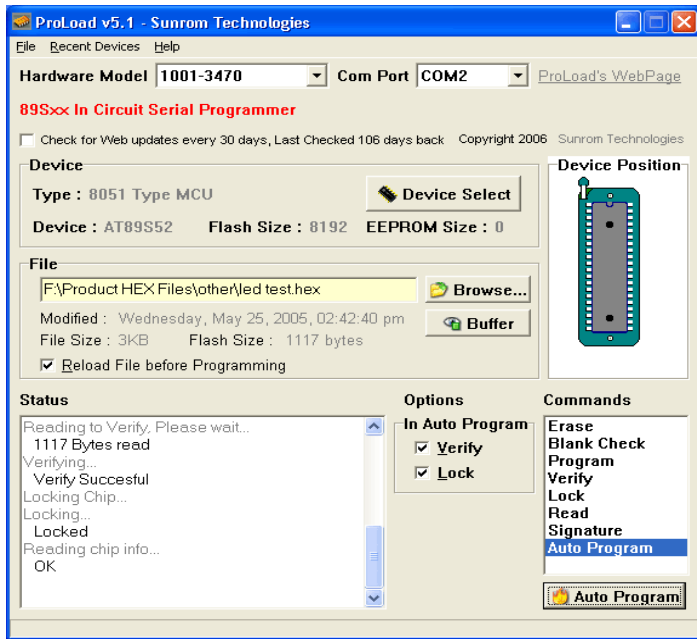 ProLoad v5.1 - Sunrom Technologies
File Recent Devices Help
Hardware Model 1001-3470 Com Port COM2 ProLoad's WebPage
89Sxx In Circuit Serial Programmer
Check for Web updates every 30 days, Last Checked 106 days back Copyright 2006 Sunrom Technologies
Device
Type : 8051 Type MCU Device Select
Device : AT89S52 Flash Size : 8192 EEPROM Size : 0
Device Position
File
F:\Product HEX Files\other\led test.hex Browse...
Modified : Wednesday, May 25, 2005, 02:42:40 pm
File Size : 3KB Flash Size : 1117 bytes
Buffer
Reload File before Programming
Status
Reading to Verify, Please wait...
1117 Bytes read
Verifying...
Verify Succesful
Locking Chip...
Locking...
Locked
Reading chip info...
OK
Options
In Auto Program
Verify
Lock
Commands
Erase
Blank Check
Program
Verify
Lock
Read
Signature
Auto Program
Auto Program